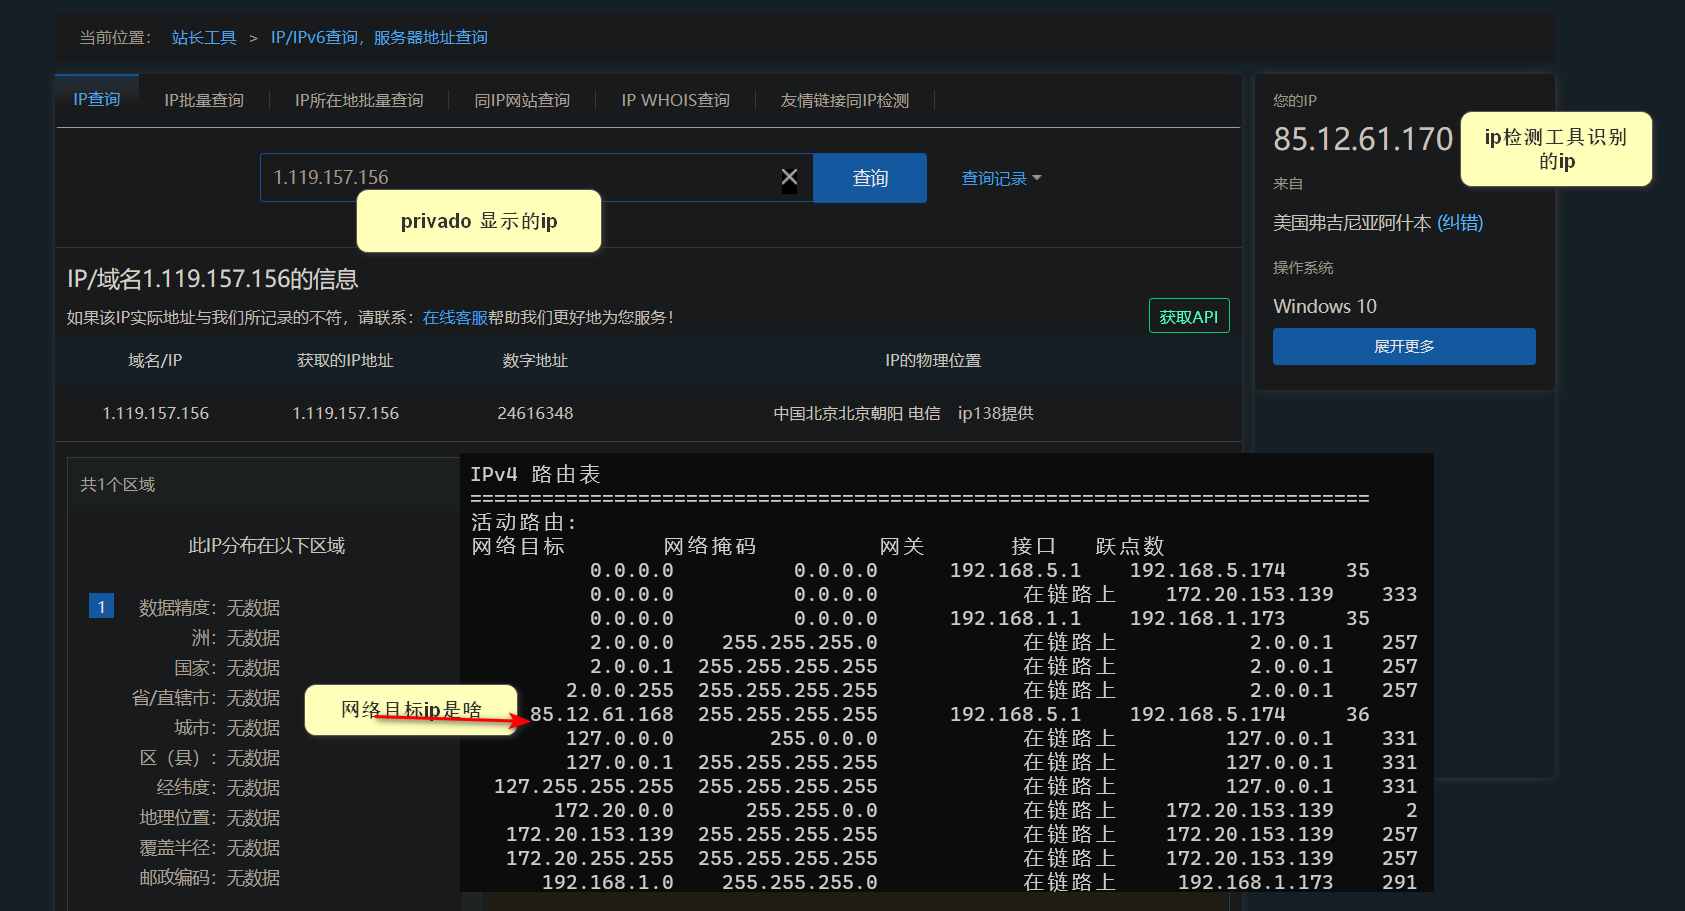 当前位置： 站长工具 > IP/IPv6查询，服务器地址查询
IP查询 IP批量查询 IP所在地批量查询 同IP网站查询 IP WHOIS查询 友情链接同IP检测
1.119.157.156 查询 查询记录
privado 显示的ip
IP/域名1.119.157.156的信息
如果该IP实际地址与我们所记录的不符，请联系：在线客服帮助我们更好地为您服务！ 获取API
域名/IP 获取的IP地址 数字地址 IP的物理位置
1.119.157.156 1.119.157.156 24616348 中国北京北京朝阳 电信 ip138提供
共1个区域
此IP分布在以下区域
1 数据精度：无数据
洲：无数据
国家：无数据
省/直辖市：无数据
城市：无数据
区（县）：无数据
经纬度：无数据
地理位置：无数据
覆盖半径：无数据
邮政编码：无数据
网络目标ip是啥
您的IP
85.12.61.170
ip检测工具识别
的ip
来自
美国弗吉尼亚阿什本 (纠错)
操作系统
Windows 10
展开更多
IPv4 路由表
===========================================================================
活动路由:
网络目标 网络掩码 网关 接口 跃点数
0.0.0.0 0.0.0.0 192.168.5.1 192.168.5.174 35
0.0.0.0 0.0.0.0 在链路上 172.20.153.139 333
0.0.0.0 0.0.0.0 192.168.1.1 192.168.1.173 35
2.0.0.0 255.255.255.0 在链路上 2.0.0.1 257
2.0.0.1 255.255.255.255 在链路上 2.0.0.1 257
2.0.0.255 255.255.255.255 在链路上 2.0.0.1 257
85.12.61.168 255.255.255.255 192.168.5.1 192.168.5.174 36
127.0.0.0 255.0.0.0 在链路上 127.0.0.1 331
127.0.0.1 255.255.255.255 在链路上 127.0.0.1 331
127.255.255.255 255.255.255.255 在链路上 127.0.0.1 331
172.20.0.0 255.255.0.0 在链路上 172.20.153.139 2
172.20.153.139 255.255.255.255 在链路上 172.20.153.139 257
172.20.255.255 255.255.255.255 在链路上 172.20.153.139 257
192.168.1.0 255.255.255.0 在链路上 192.168.1.173 291